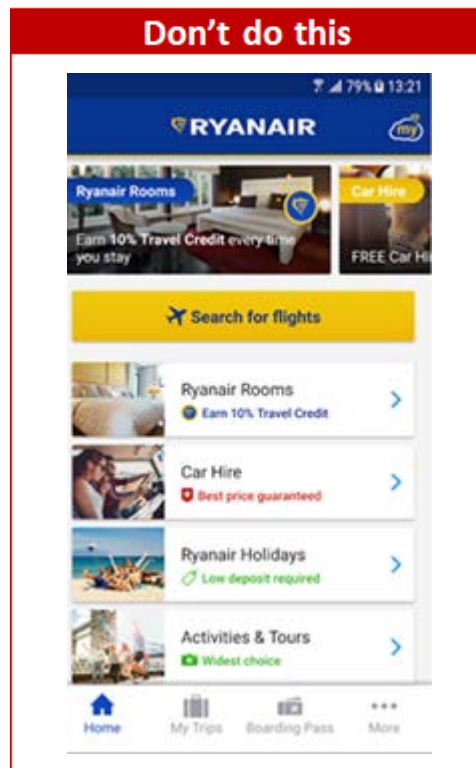 Don't do this
79% 13:21
RYANAIR
my
Ryanair Rooms
Earn 10% Travel Credit every time
you stay
Car Hire
FREE Car Hi
Search for flights
Ryanair Rooms
Earn 10% Travel Credit
Car Hire
Best price guaranteed
Ryanair Holidays
Low deposit required
Activities & Tours
Widest choice
Home
My Trips
Boarding Pass
More